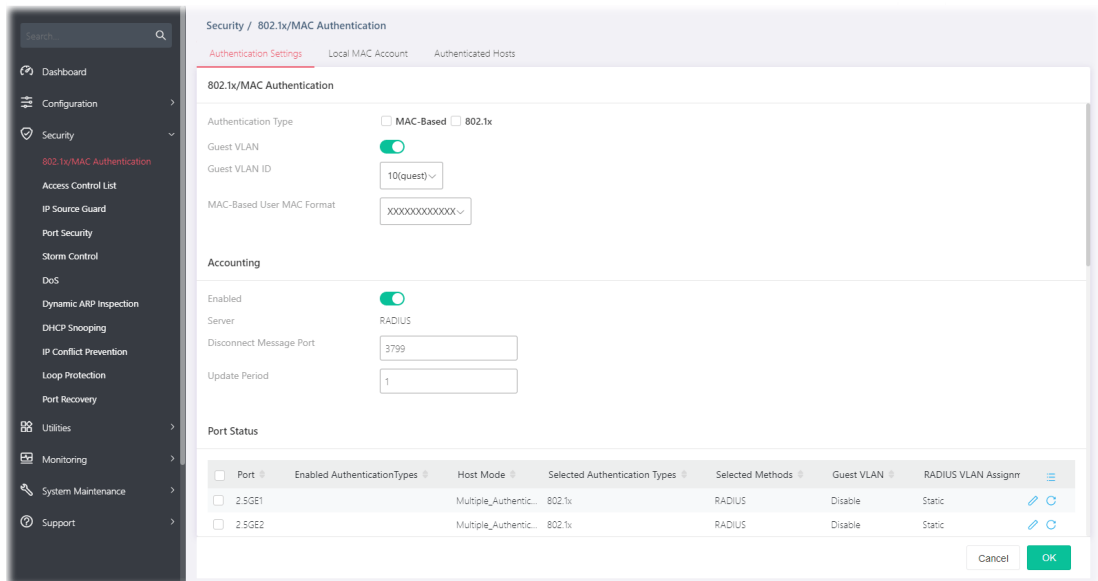 Search...
Dashboard
Configuration
Security
802.1x/MAC Authentication
Access Control List
IP Source Guard
Port Security
Storm Control
DoS
Dynamic ARP Inspection
DHCP Snooping
IP Conflict Prevention
Loop Protection
Port Recovery
Utilities
Monitoring
System Maintenance
Support
Security / 802.1x/MAC Authentication
Authentication Settings Local MAC Account Authenticated Hosts
802.1x/MAC Authentication
Authentication Type MAC-Based 802.1x
Guest VLAN
Guest VLAN ID 10(quest)
MAC-Based User MAC Format XXXXXXXXXXXX
Accounting
Enabled
Server RADIUS
Disconnect Message Port 3799
Update Period 1
Port Status
Port Enabled AuthenticationTypes Host Mode Selected Authentication Types Selected Methods Guest VLAN RADIUS VLAN Assignm
2.5GE1 Multiple_Authentic... 802.1x RADIUS Disable Static
2.5GE2 Multiple_Authentic... 802.1x RADIUS Disable Static
Cancel OK